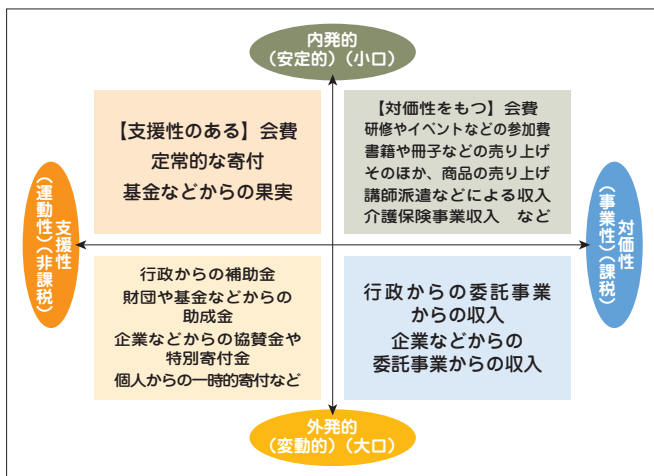 内発的
（安定的）（小口）
【支援性のある】会費
定常的な寄付
基金などからの果実
【対価性をもつ】会費
研修やイベントなどの参加費
書籍や冊子などの売り上げ
そのほか、商品の売り上げ
講師派遣などによる収入
介護保険事業収入　など
支援性
（運動性）（非課税）
対価性
（事業性）（課税）
行政からの補助金
財団や基金などからの
助成金
企業などからの協賛金や
特別寄付金
個人からの一時的寄付など
行政からの委託事業
からの収入
企業などからの
委託事業からの収入
外発的
（変動的）（大口）